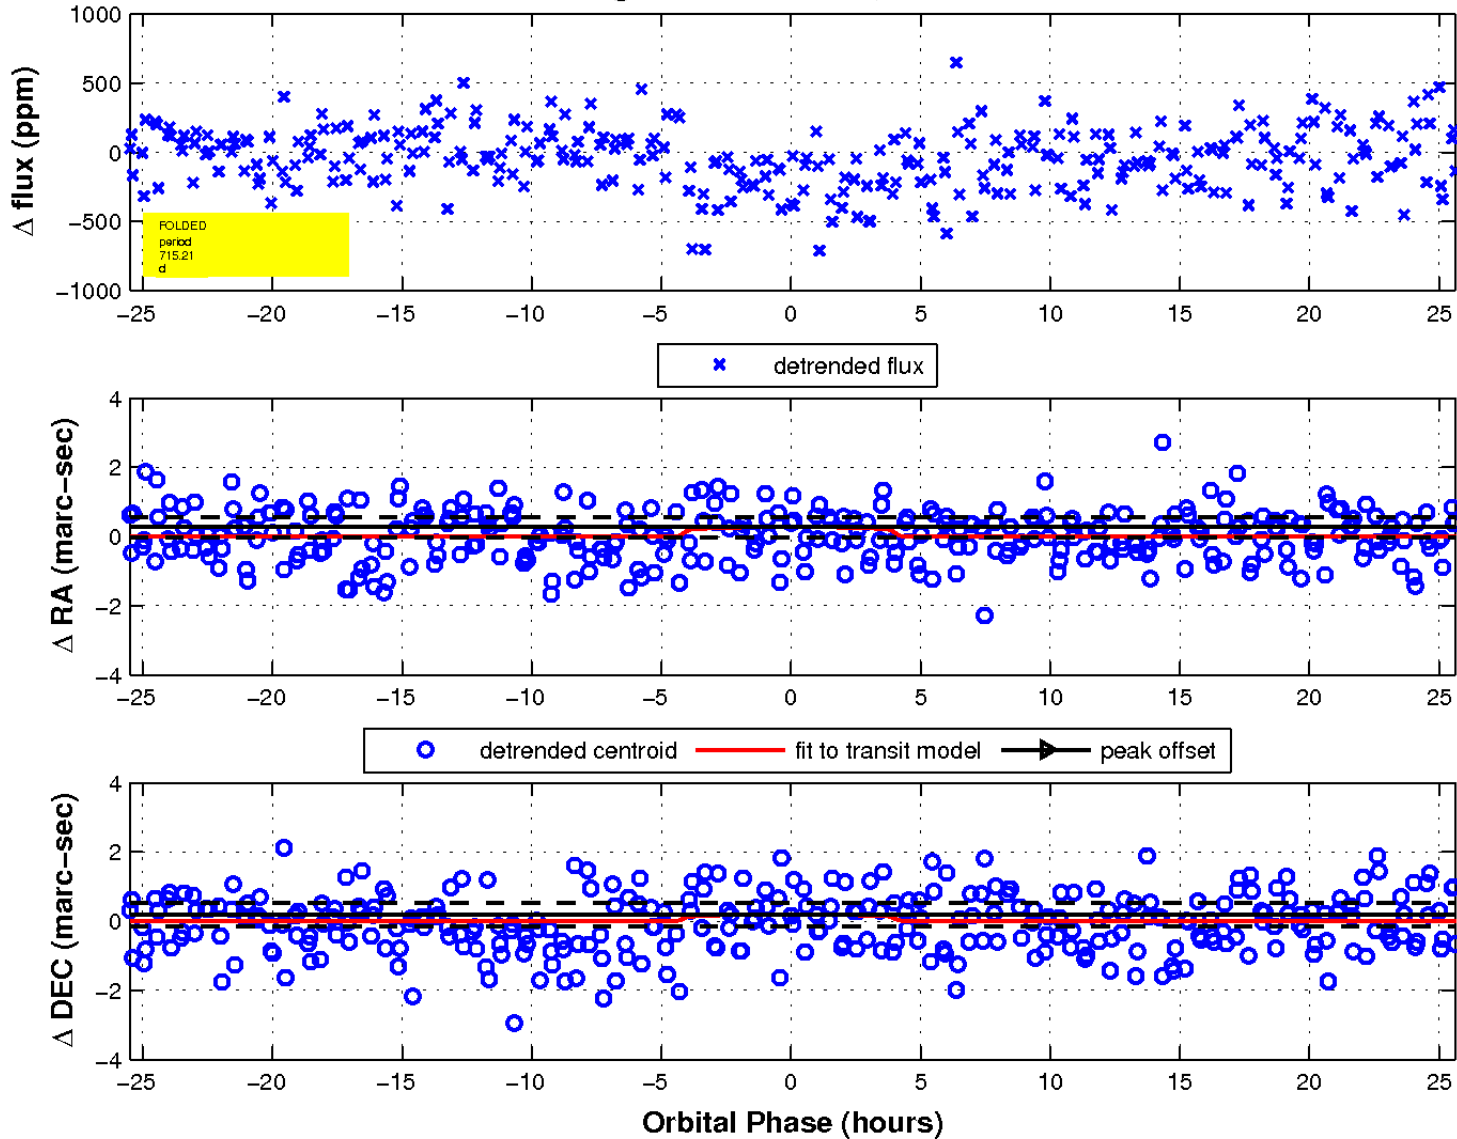 1000
500
0
−500
−1000
Δ flux (ppm)
FOLDED
period
715.21
d
−25 −20 −15 −10 −5 0 5 10 15 20 25
detrended flux
4
2
0
−2
−4
Δ RA (marc−sec)
−25 −20 −15 −10 −5 0 5 10 15 20 25
detrended centroid fit to transit model peak offset
4
2
0
−2
−4
Δ DEC (marc−sec)
−25 −20 −15 −10 −5 0 5 10 15 20 25
Orbital Phase (hours)